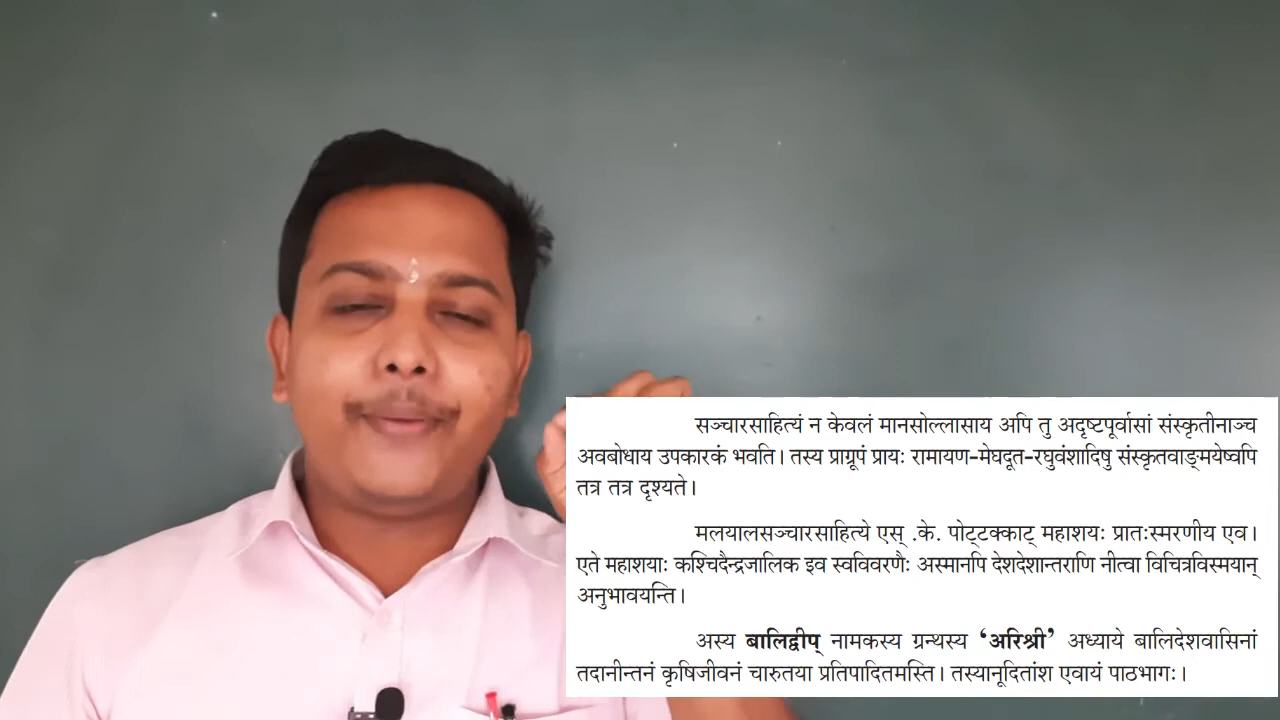 सञ्चारसाहित्यं न केवलं मानसोल्लासाय अपि तु अदृष्टपूर्वासां संस्कृतीनाञ्च
अवबोधाय उपकारकं भवति। तस्य प्राग्रूपं प्रायः रामायण-मेघदूत-रघुवंशादिषु संस्कृतवाङ्मयेष्वपि
तत्र तत्र दृश्यते।
मलयालसञ्चारसाहित्ये एस् .के. पोट्टक्काट् महाशयः प्रातःस्मरणीय एव।
एते महाशयाः कश्चिदैन्द्रजालिक इव स्वविवरणैः अस्मानपि देशदेशान्तराणि नीत्वा विचित्रविस्मयान्
अनुभावयन्ति।
अस्य बालिद्वीप् नामकस्य ग्रन्थस्य ‘अरिश्री’ अध्याये बालिदेशवासिनां
तदानीन्तनं कृषिजीवनं चारुतया प्रतिपादितमस्ति। तस्यानूदितांश एवायं पाठभागः।